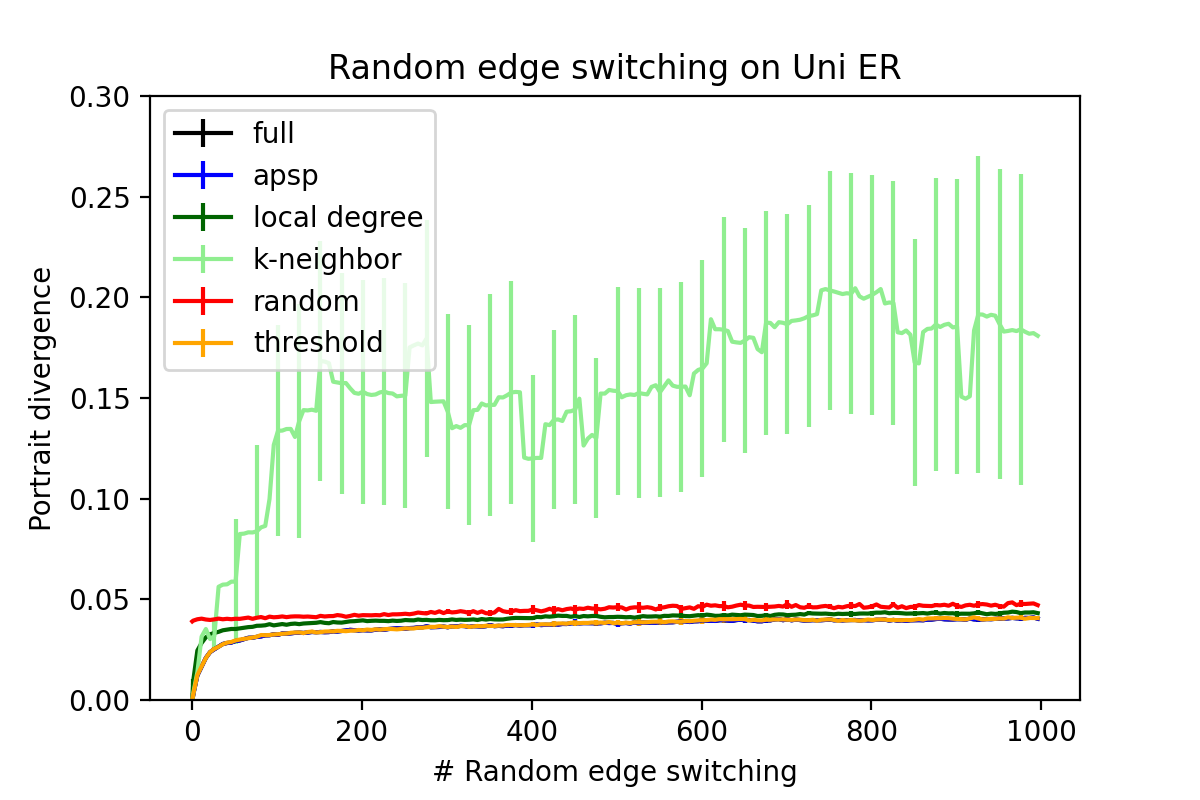 Random edge switching on Uni ER
0.30
0.25
0.20
0.15
0.10
0.05
0.00
Portrait divergence
full
apsp
local degree
k-neighbor
random
threshold
0 200 400 600 800 1000
# Random edge switching